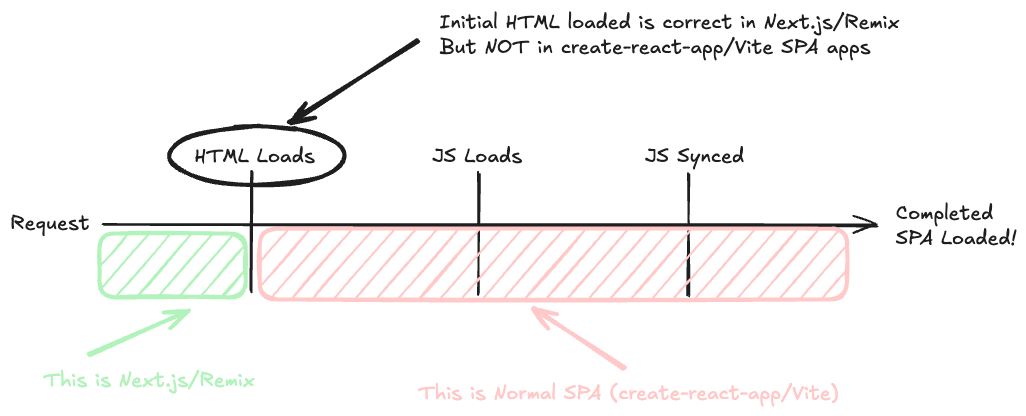 Initial HTML loaded is correct in Next.js/Remix
But NOT in create-react-app/Vite SPA apps
HTML Loads
JS Loads
JS Synced
Request
Completed
SPA Loaded!
This is Next.js/Remix
This is Normal SPA (create-react-app/Vite)